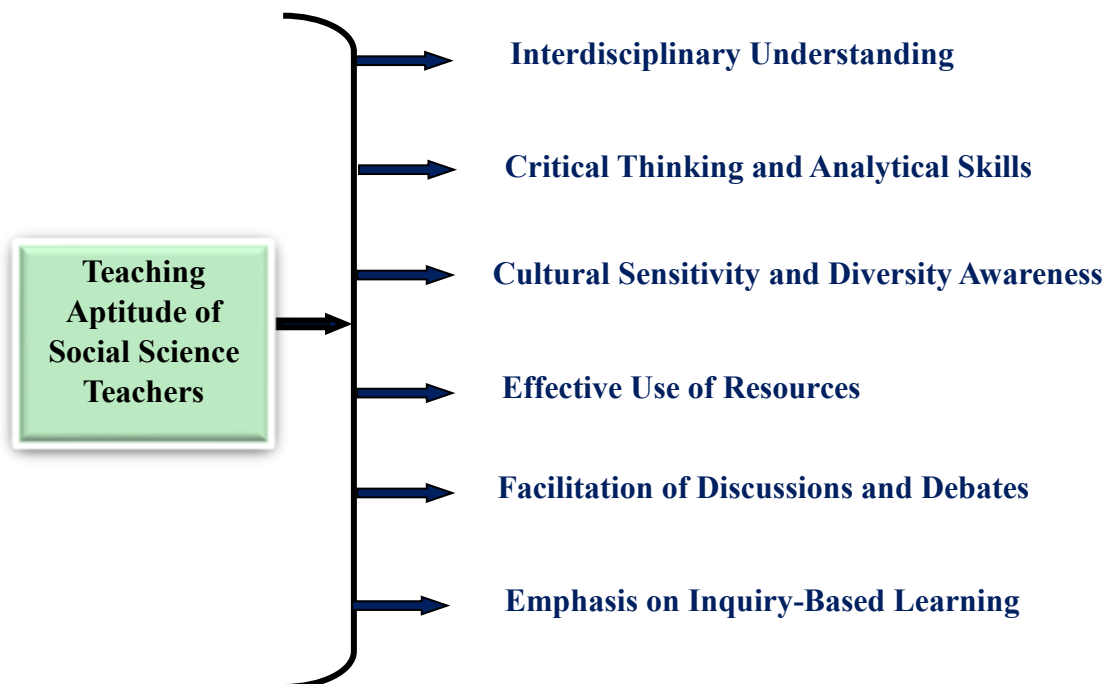 Teaching
Aptitude of
Social Science
Teachers
Interdisciplinary Understanding
Critical Thinking and Analytical Skills
Cultural Sensitivity and Diversity Awareness
Effective Use of Resources
Facilitation of Discussions and Debates
Emphasis on Inquiry-Based Learning